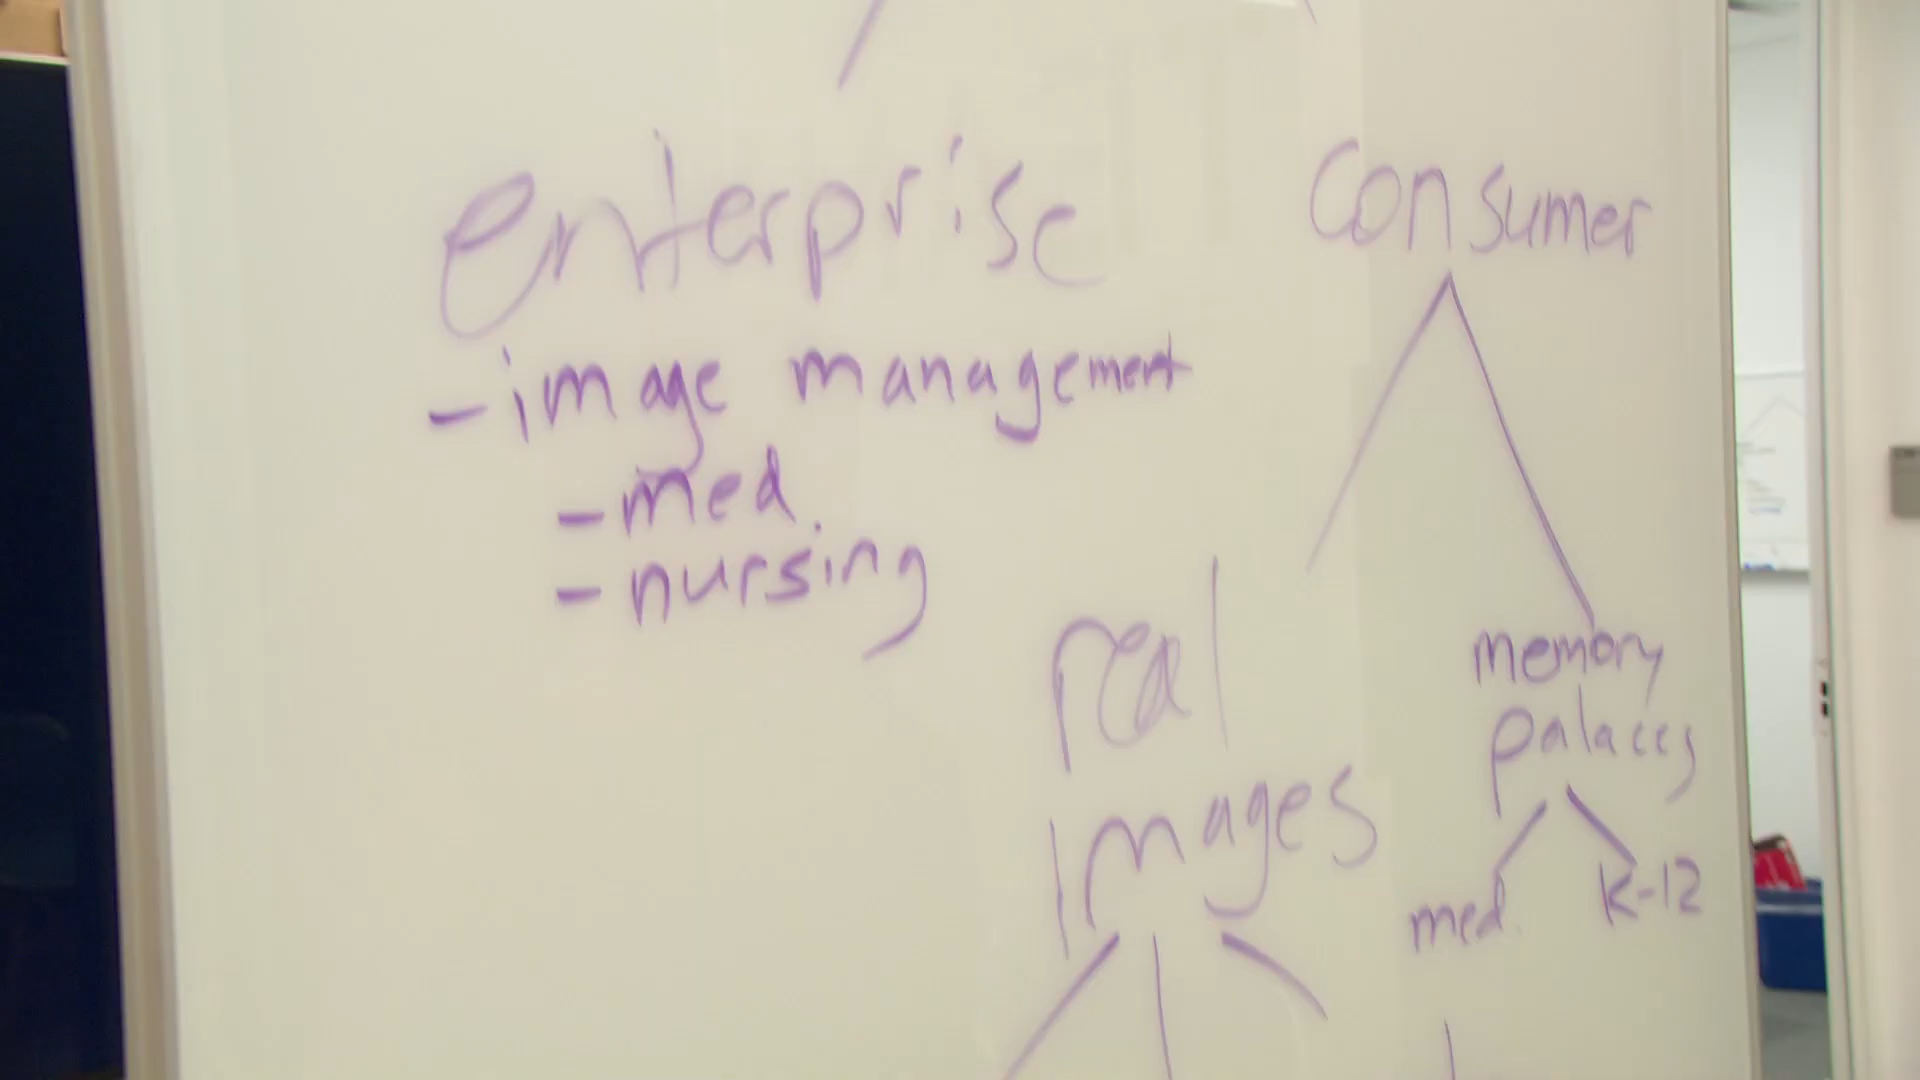 enterprise
- image management
- med
- nursing
Consumer
real
images
memory
palaces
med.
K-12